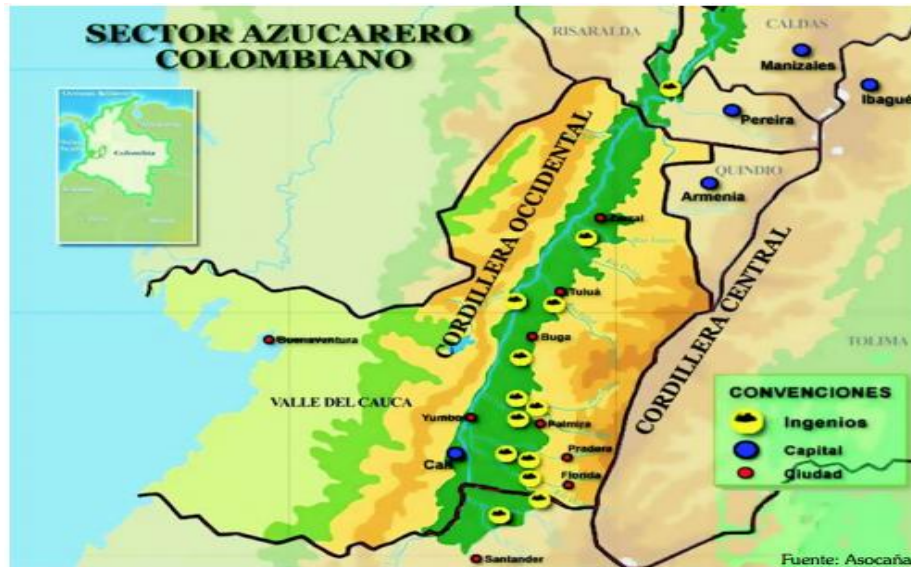 SECTOR AZUCARERO
COLOMBIANO
RISARALDA
CALDAS
Manizales
Ibagué
Pereira
Colombia
QUINDIO
Armenia
CORDILLERA OCCIDENTAL
CORDILLERA CENTRAL
Tuluá
Buenaventura
Buga
TOLIMA
VALLE DEL CAUCA
Yumbo
Palmira
Cali
Pradera
Florida
Santander
CONVENCIONES
Ingenios
Capital
Ciudad
Fuente: Asocaña